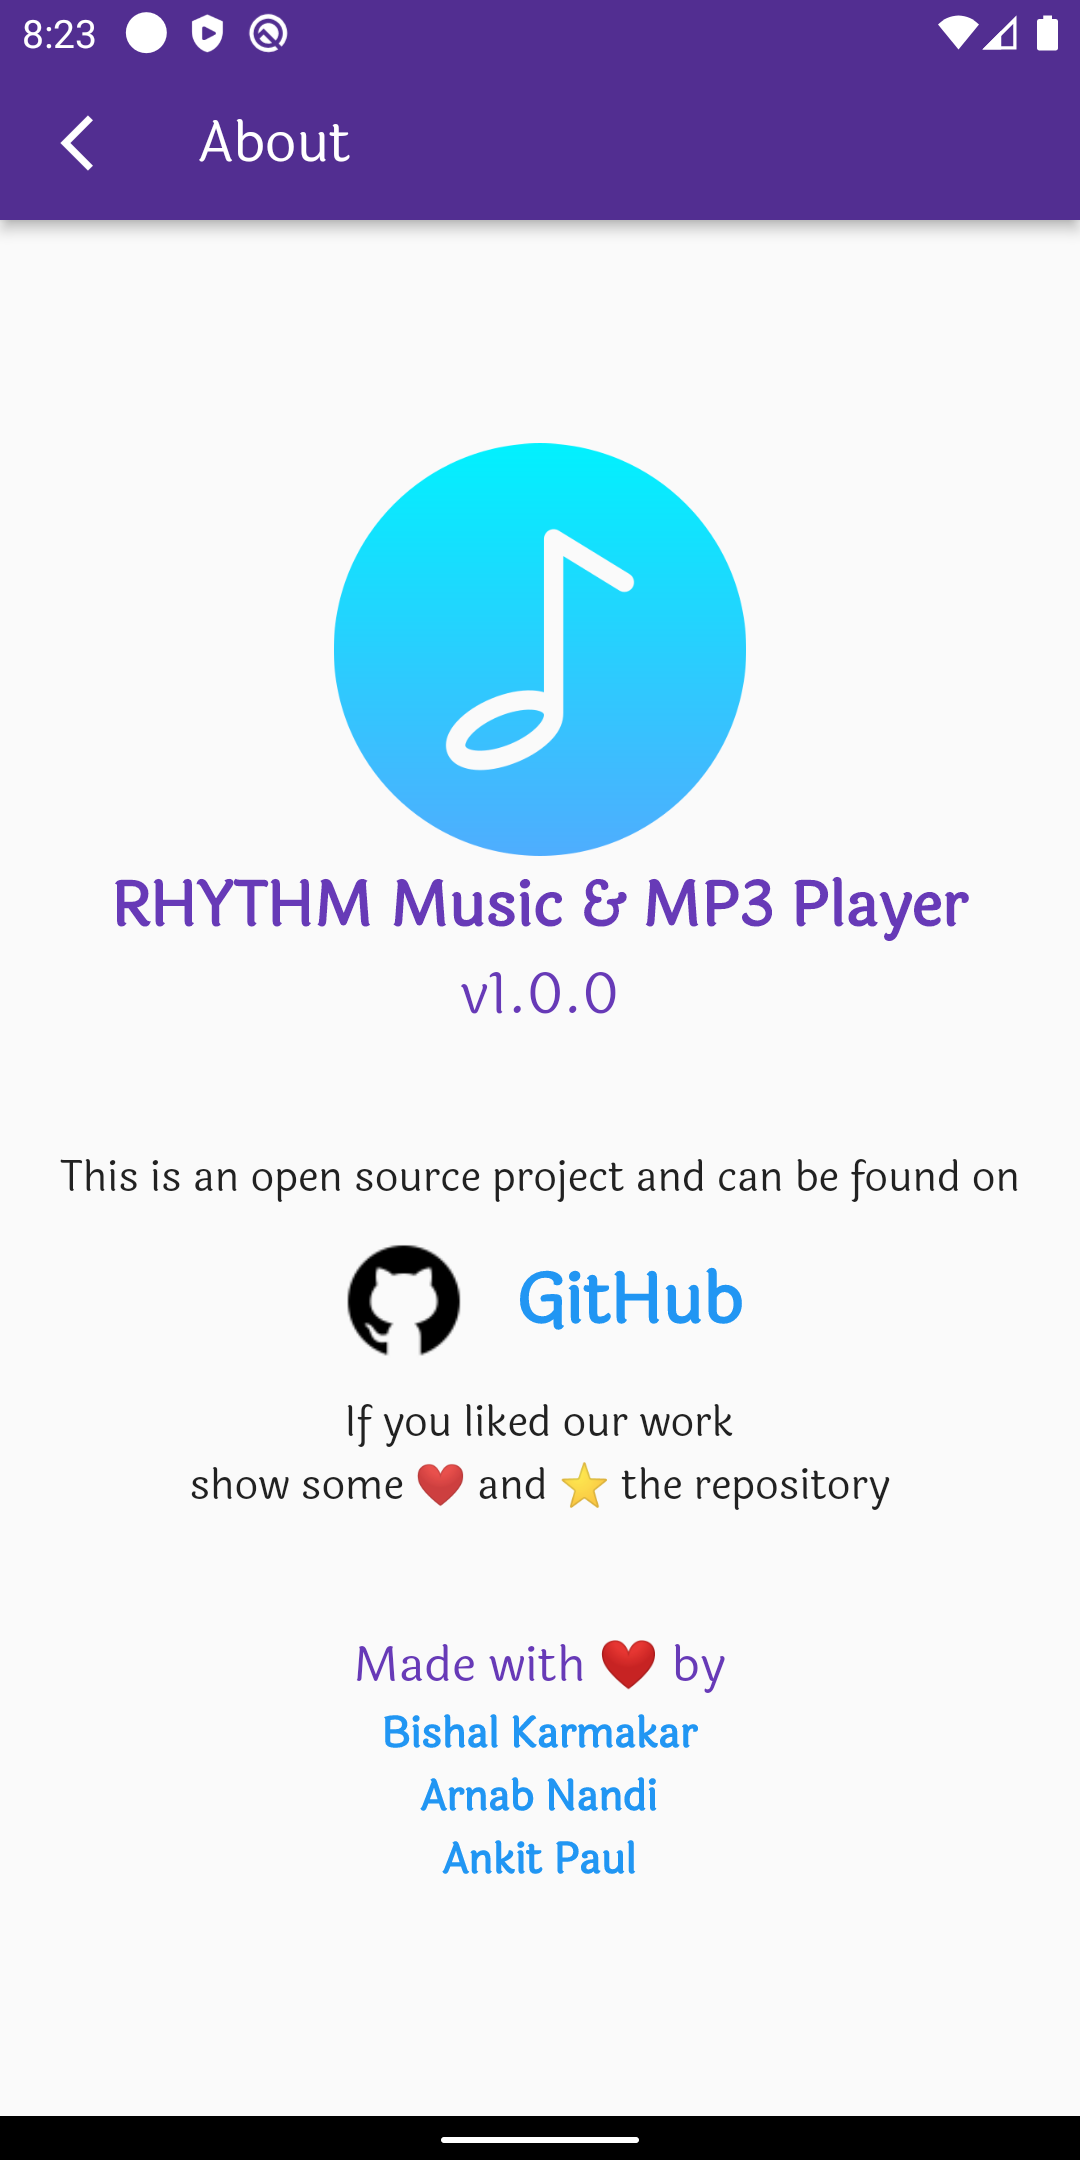 8:23
About
RHYTHM Music & MP3 Player
v1.0.0
This is an open source project and can be found on
GitHub
If you liked our work
show some ❤️ and ⭐ the repository
Made with ❤️ by
Bishal Karmakar
Arnab Nandi
Ankit Paul